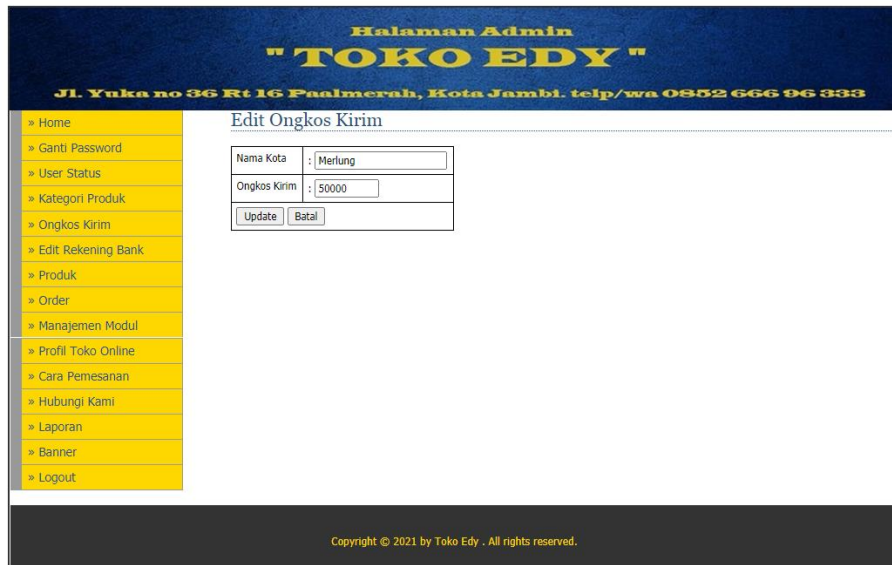 Halaman Admin
" TOKO EDY "
Jl. Yuka no 36 Rt 16 Paalmerah, Kota Jambi. telp/wa 0852 666 96 333
» Home
» Ganti Password
» User Status
» Kategori Produk
» Ongkos Kirim
» Edit Rekening Bank
» Produk
» Order
» Manajemen Modul
» Profil Toko Online
» Cara Pemesanan
» Hubungi Kami
» Laporan
» Banner
» Logout
Edit Ongkos Kirim
Nama Kota : Merlung
Ongkos Kirim : 50000
Update Batal
Copyright © 2021 by Toko Edy . All rights reserved.